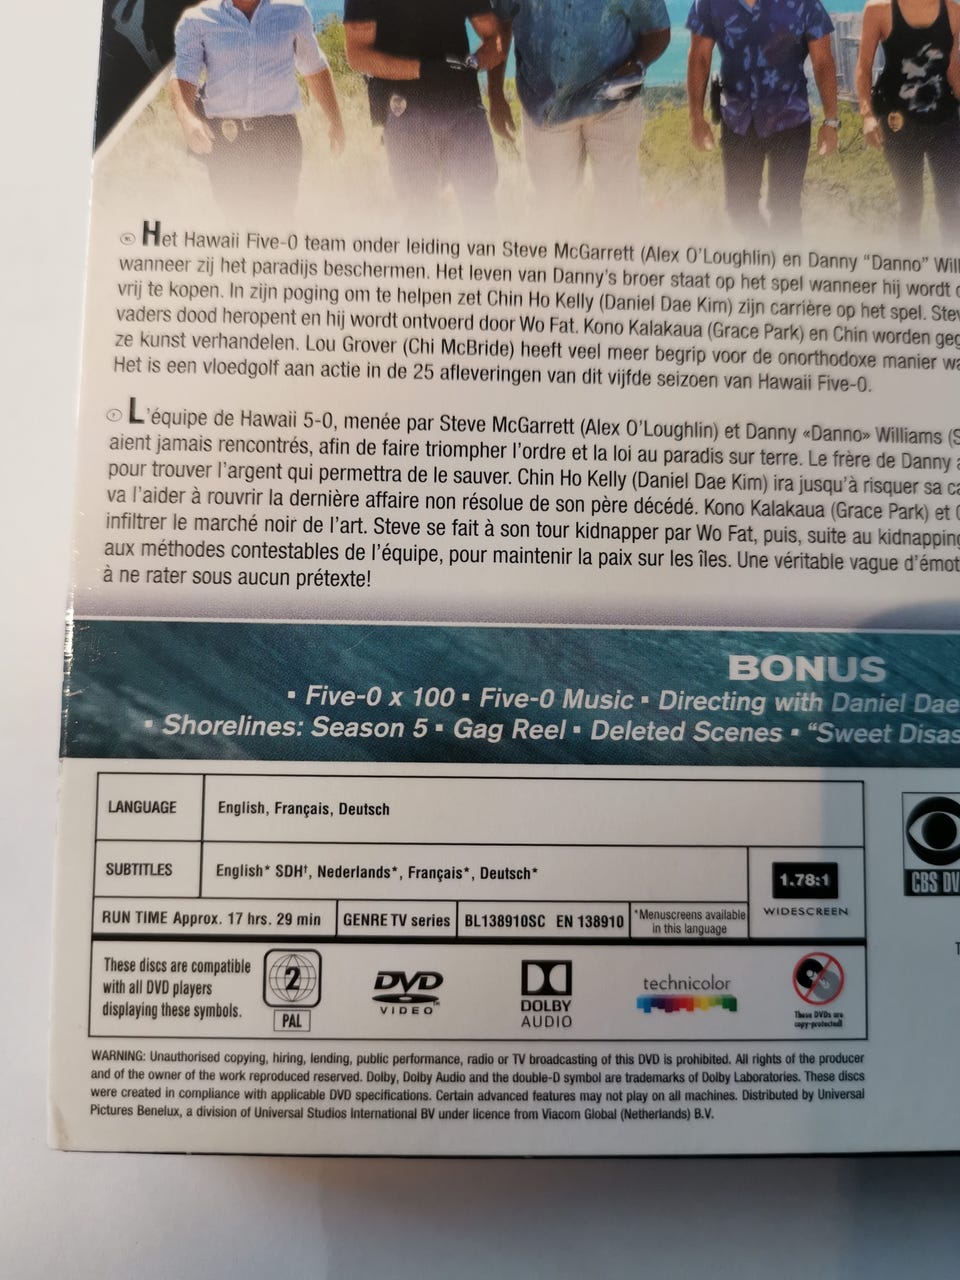 NL Het Hawaii Five-0 team onder leiding van Steve McGarrett (Alex O'Loughlin) en Danny “Danno”
wanneer zij het paradijs beschermen. Het leven van Danny's broer staat op het spel wanneer hij wordt
vrij te kopen. In zijn poging om te helpen zet Chin Ho Kelly (Daniel Dae Kim) zijn carrière op het spel.
vaders dood heropent en hij wordt ontvoerd door Wo Fat. Kono Kalakaua (Grace Park) en Chin worden
ze kunst verhandelen. Lou Grover (Chi McBride) heeft veel meer begrip voor de onorthodoxe manier
Het is een vloedgolf aan actie in de 25 afleveringen van dit vijfde seizoen van Hawaii Five-0.
F L'équipe de Hawaii 5-0, menée par Steve McGarrett (Alex O'Loughlin) et Danny «Danno» Williams
aient jamais rencontrés, afin de faire triompher l'ordre et la loi au paradis sur terre. Le frère de Danny
pour trouver l'argent qui permettra de le sauver. Chin Ho Kelly (Daniel Dae Kim) ira jusqu'à risquer sa
va l'aider à rouvrir la dernière affaire non résolue de son père décédé. Kono Kalakaua (Grace Park) et
infiltrer le marché noir de l'art. Steve se fait à son tour kidnapper par Wo Fat, puis, suite au kidnapping
aux méthodes contestables de l'équipe, pour maintenir la paix sur les îles. Une véritable vague
à ne rater sous aucun prétexte!
BONUS
▪ Five-0 x 100 ▪ Five-0 Music ▪ Directing with Daniel Dae
▪ Shorelines: Season 5 ▪ Gag Reel ▪ Deleted Scenes ▪ “Sweet
LANGUAGE English, Français, Deutsch
SUBTITLES English* SDH†, Nederlands*, Français*, Deutsch*
1.78:1
WIDESCREEN
CBS
RUN TIME Approx. 17 hrs. 29 min GENRE TV series BL138910SC EN 138910 *Menuscreens available
in this language
These discs are compatible
with all DVD players
displaying these symbols.
2
PAL
DVD
VIDEO
DOLBY
AUDIO
technicolor
These DVDs are
copy-protected!
WARNING: Unauthorised copying, hiring, lending, public performance, radio or TV broadcasting of this DVD is prohibited. All rights of the producer
and of the owner of the work reproduced reserved. Dolby, Dolby Audio and the double-D symbol are trademarks of Dolby Laboratories. These discs
were created in compliance with applicable DVD specifications. Certain advanced features may not play on all machines. Distributed by Universal
Pictures Benelux, a division of Universal Studios International BV under licence from Viacom Global (Netherlands) B.V.